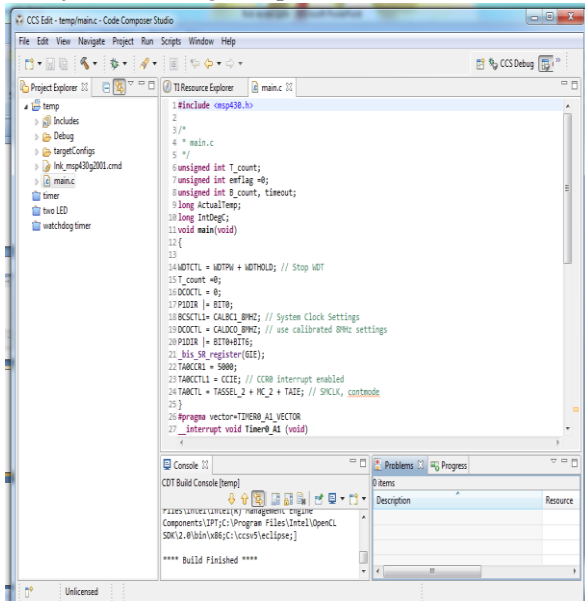 CCS Edit - temp/main.c - Code Composer Studio
File Edit View Navigate Project Run Scripts Window Help
CCS Debug
Project Explorer
TI Resource Explorer
main.c
temp
Includes
Debug
targetConfigs
lnk_msp430g2001.cmd
main.c
timer
two LED
watchdog timer
1 #include <msp430.h>
2
3 /*
4 * main.c
5 */
6 unsigned int T_count;
7 unsigned int emflag =0;
8 unsigned int B_count, timeout;
9 long ActualTemp;
10 long IntDegC;
11 void main(void)
12 {
13
14 WDTCTL = WDTPW + WDTHOLD; // Stop WDT
15 T_count =0;
16 DCOCTL = 0;
17 P1DIR |= BIT0;
18 BCSCTL1= CALBC1_8MHZ; // System Clock Settings
19 DCOCTL = CALDCO_8MHZ; // use calibrated 8MHz settings
20 P1DIR |= BIT0+BIT6;
21 _bis_SR_register(GIE);
22 TA0CCR1 = 5000;
23 TA0CCTL1 = CCIE; // CCR0 interrupt enabled
24 TA0CTL = TASSEL_2 + MC_2 + TAIE; // SMCLK, contmode
25 }
26 #pragma vector=TIMER0_A1_VECTOR
27 __interrupt void Timer0_A1 (void)
Console
CDT Build Console [temp]
Files\Intel\Intel(R) Management Engine
Components\IPT;C:\Program Files\Intel\OpenCL
SDK\2.0\bin\x86;C:\ccsv5\eclipse;]
**** Build Finished ****
Problems
Progress
0 items
Description
Resource
Unlicensed